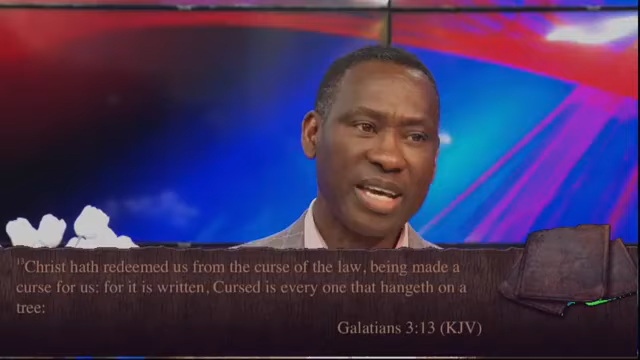 ¹³Christ hath redeemed us from the curse of the law, being made a
curse for us: for it is written, Cursed is every one that hangeth on a
tree:
Galatians 3:13 (KJV)